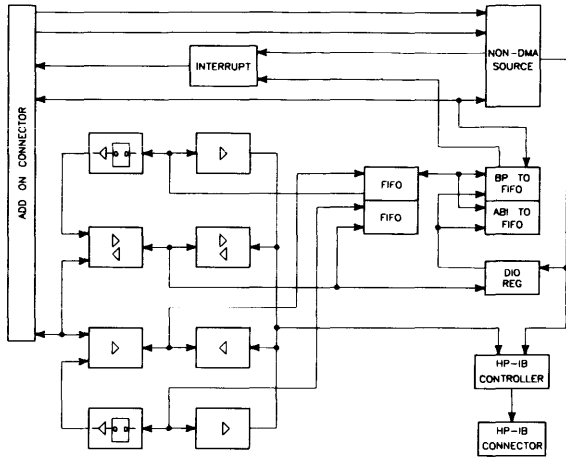 ADD ON CONNECTOR
NON-DMA
SOURCE
INTERRUPT
FIFO
FIFO
BP TO
FIFO
ABI TO
FIFO
DIO
REG
HP-IB
CONTROLLER
HP-IB
CONNECTOR